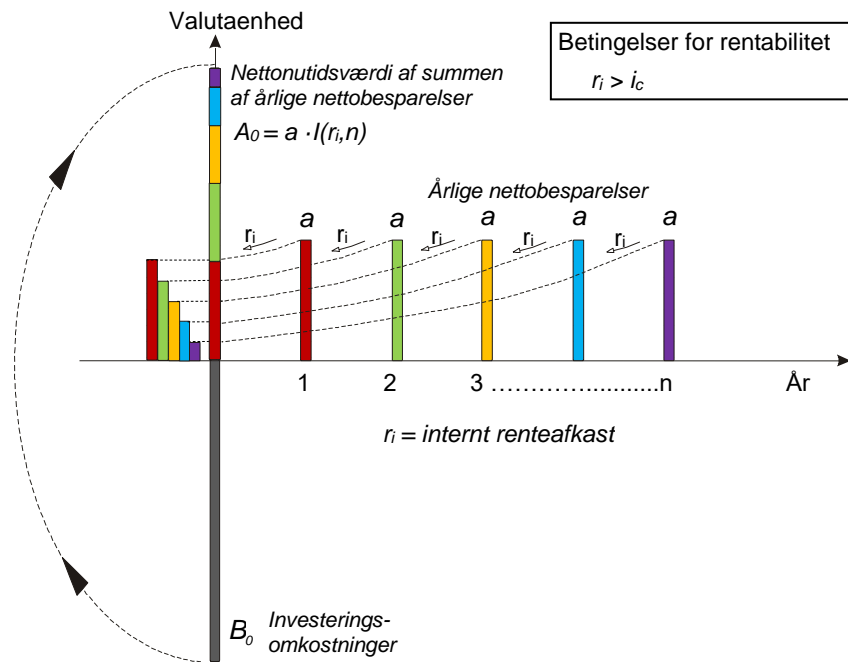 Valutaenhed
Betingelser for rentabilitet
rᵢ > i꜀
Nettonutidsværdi af summen
af årlige nettobesparelser
A₀ = a · I(rᵢ,n)
Årlige nettobesparelser
a a a a a
rᵢ rᵢ rᵢ rᵢ rᵢ
1 2 3 ........................n År
rᵢ = internt renteafkast
B₀ Investerings-
omkostninger